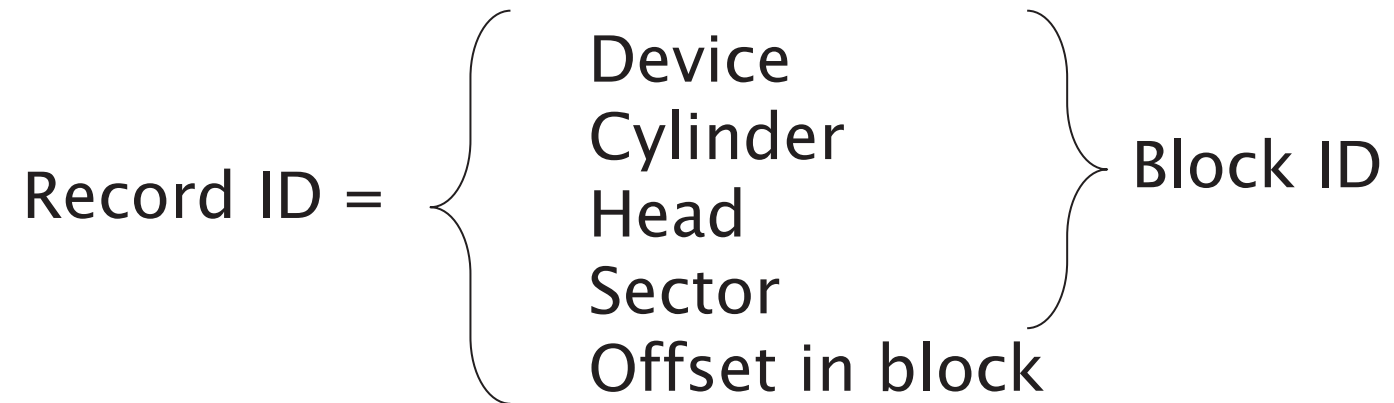 Record ID =
Device
Cylinder
Head
Sector
Offset in block
Block ID